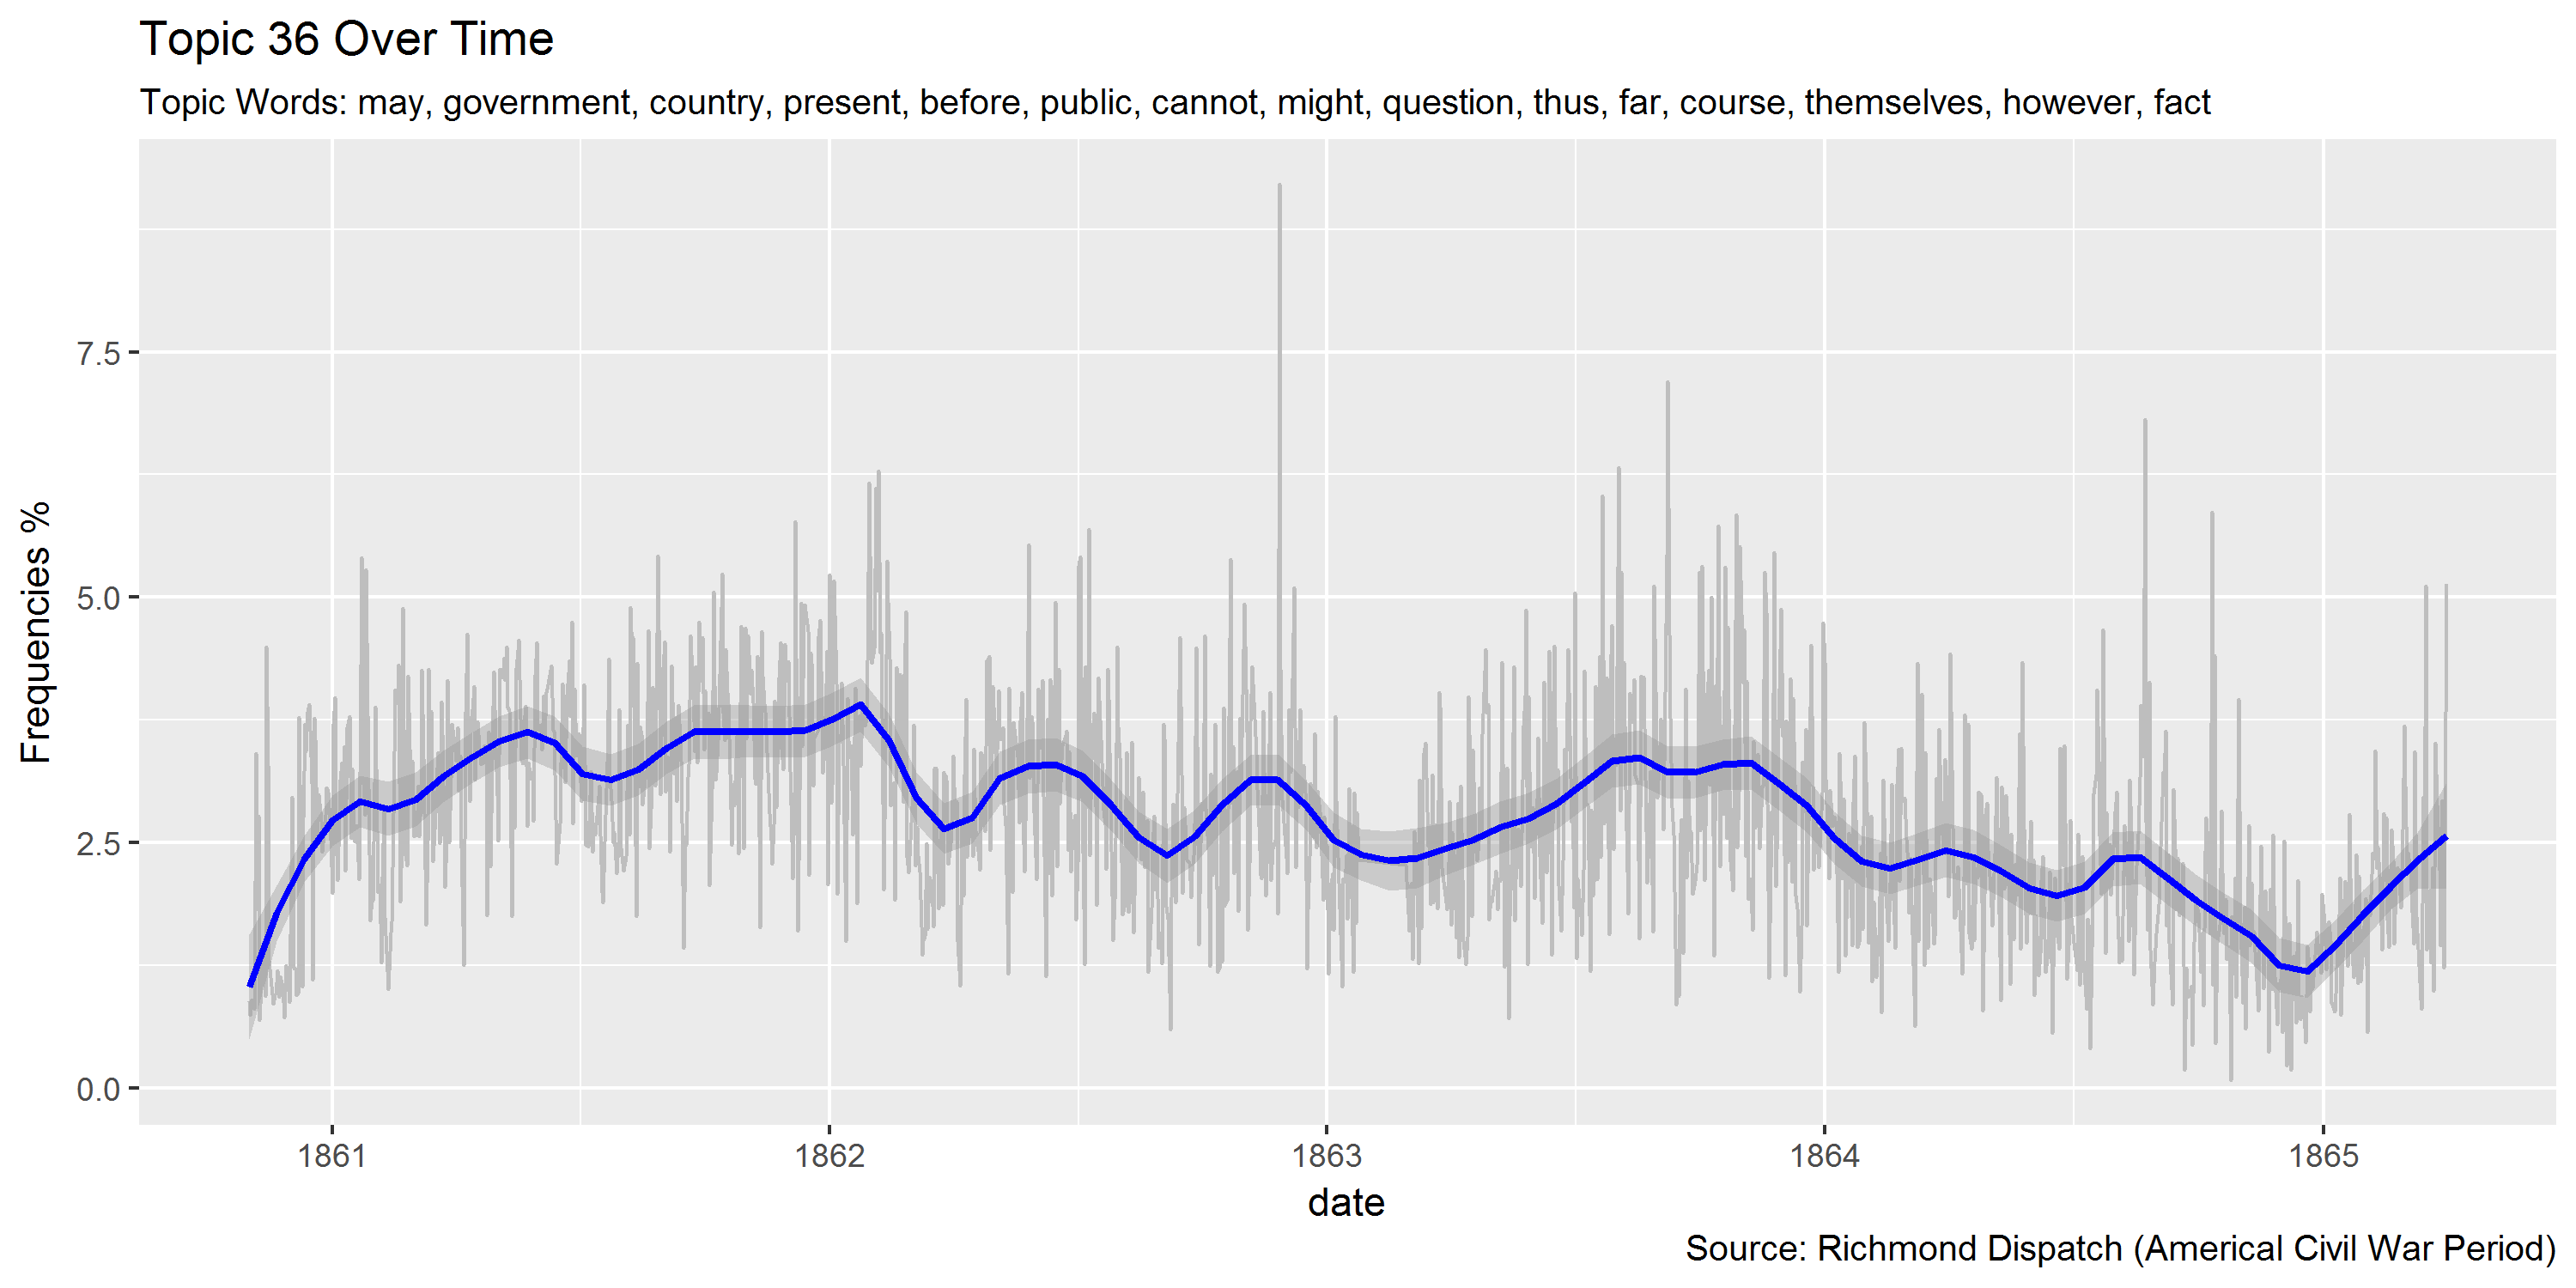 Topic 36 Over Time
Topic Words: may, government, country, present, before, public, cannot, might, question, thus, far, course, themselves, however, fact
Frequencies %
7.5
5.0
2.5
0.0
1861 1862 1863 1864 1865
date
Source: Richmond Dispatch (Americal Civil War Period)